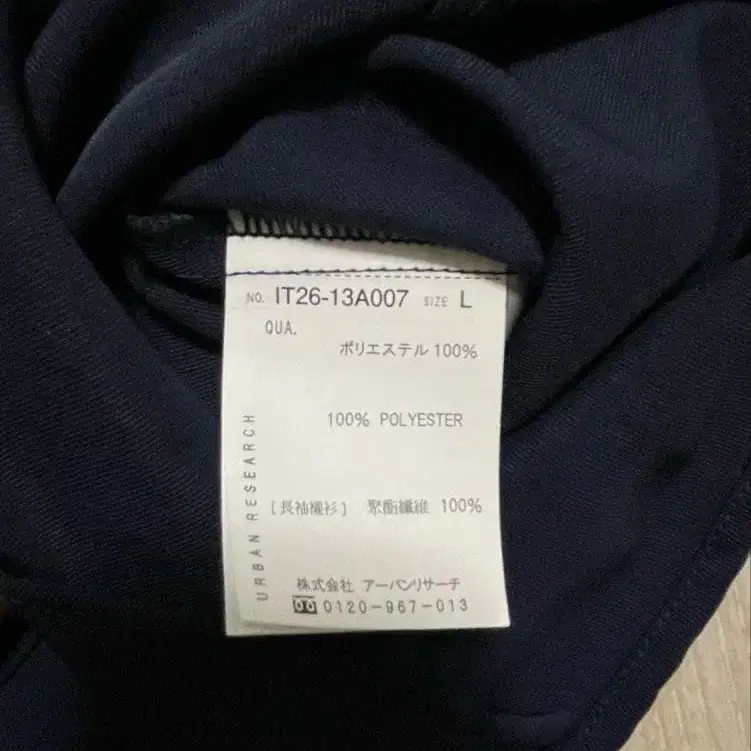 NO. IT26-13A007 SIZE L
QUA.
ポリエステル 100%
100% POLYESTER
[長袖襯衫] 聚酯纖維 100%
URBAN RESEARCH
株式会社 アーバンリサーチ
0120-967-013